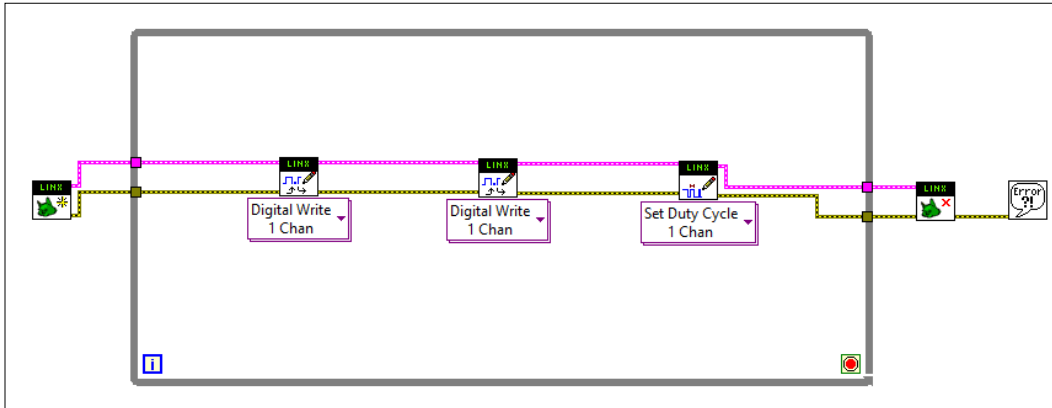 LINX
LINX
LINX
LINX
LINX
Digital Write
1 Chan
Digital Write
1 Chan
Set Duty Cycle
1 Chan
Error
?!
i